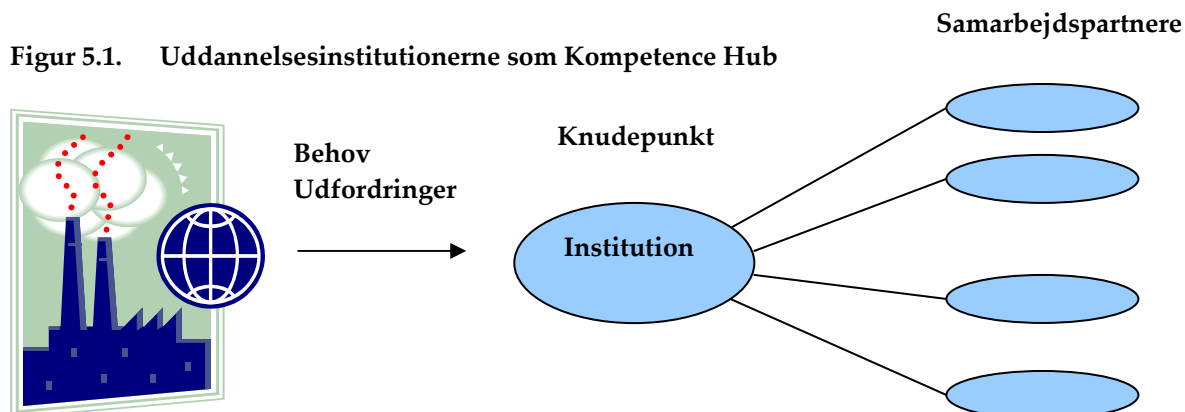 Samarbejdspartnere
Figur 5.1. Uddannelsesinstitutionerne som Kompetence Hub
Behov
Udfordringer
Knudepunkt
Institution